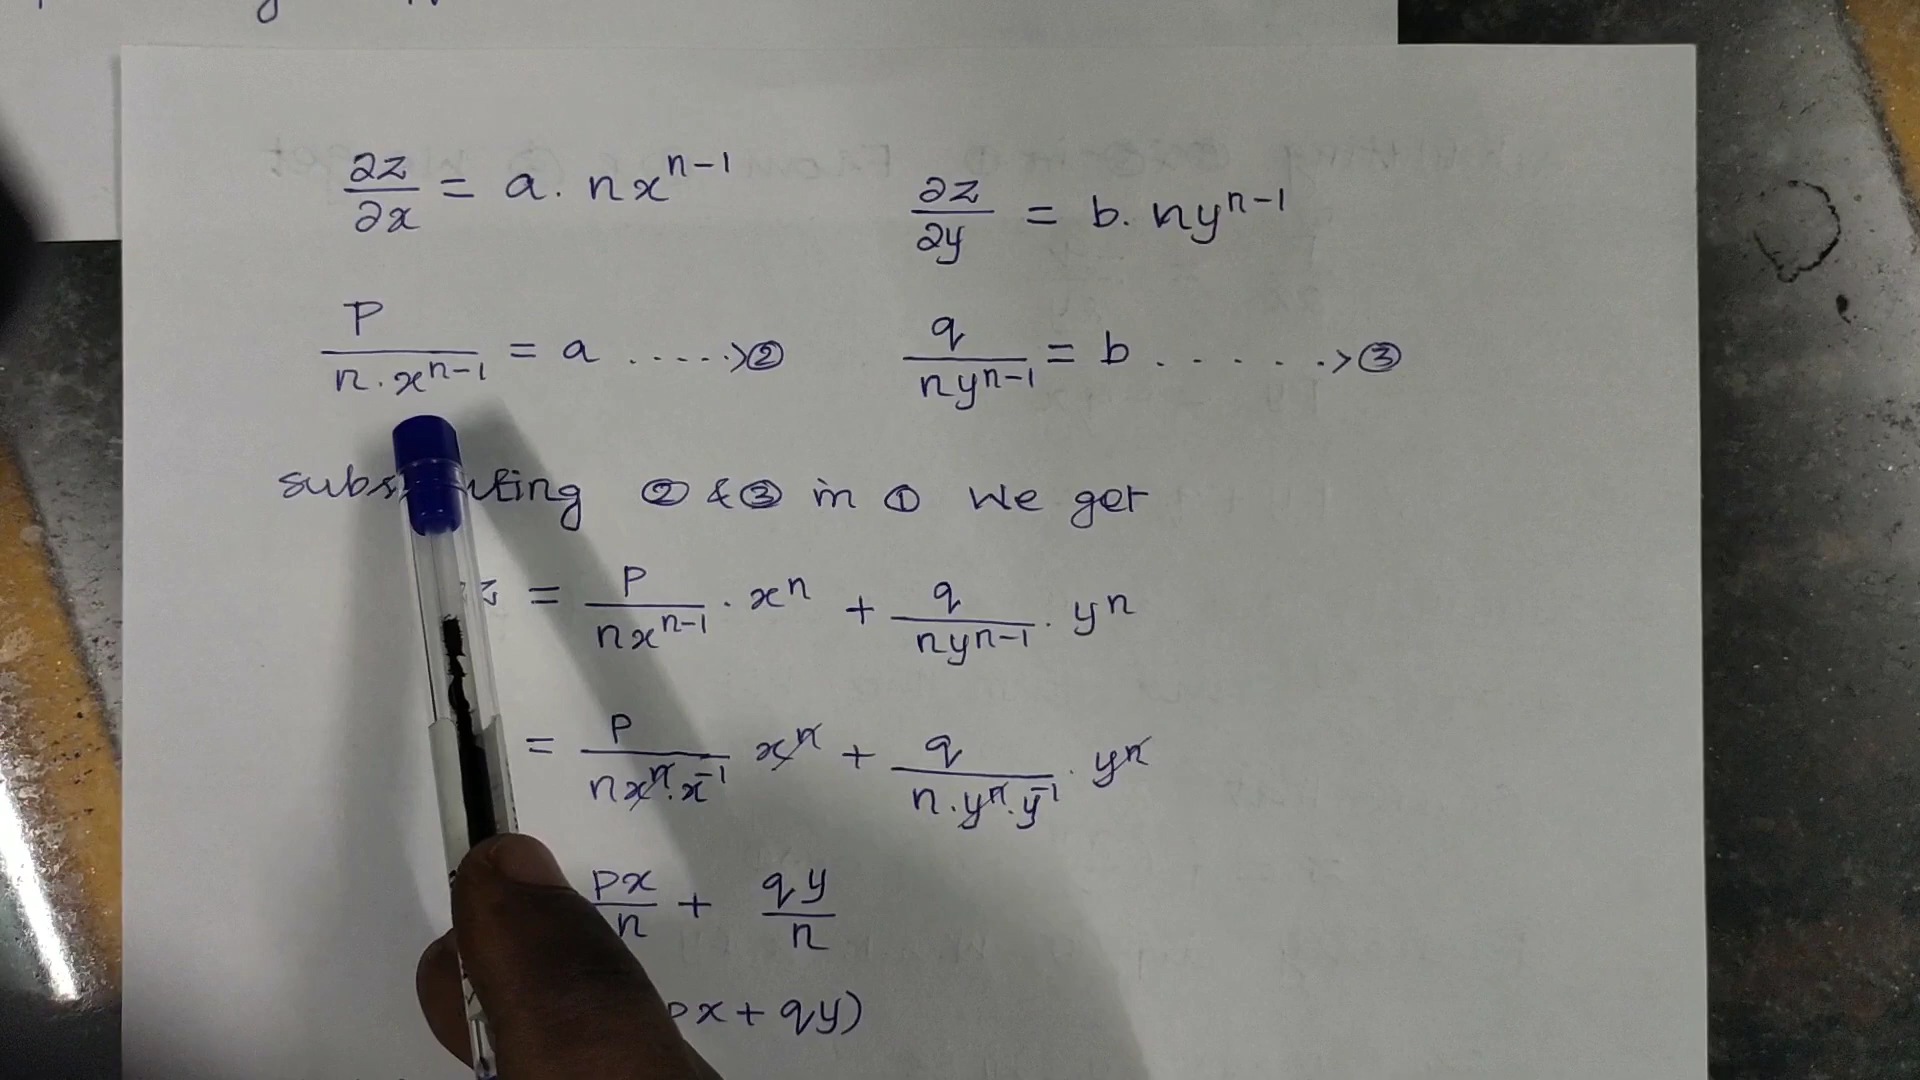 ∂z/∂x = a. nx^(n-1)    ∂z/∂y = b. ny^(n-1)
p/(n.x^(n-1)) = a .....>②    q/(ny^(n-1)) = b ......>③
② & ③ in ① We get
z = p/(nx^(n-1)) . x^n + q/(ny^(n-1)) . y^n
= p/(nx^n.x^-1) x^n + q/(n.y^n.y^-1) . y^n
px/n + qy/n
px + qy)